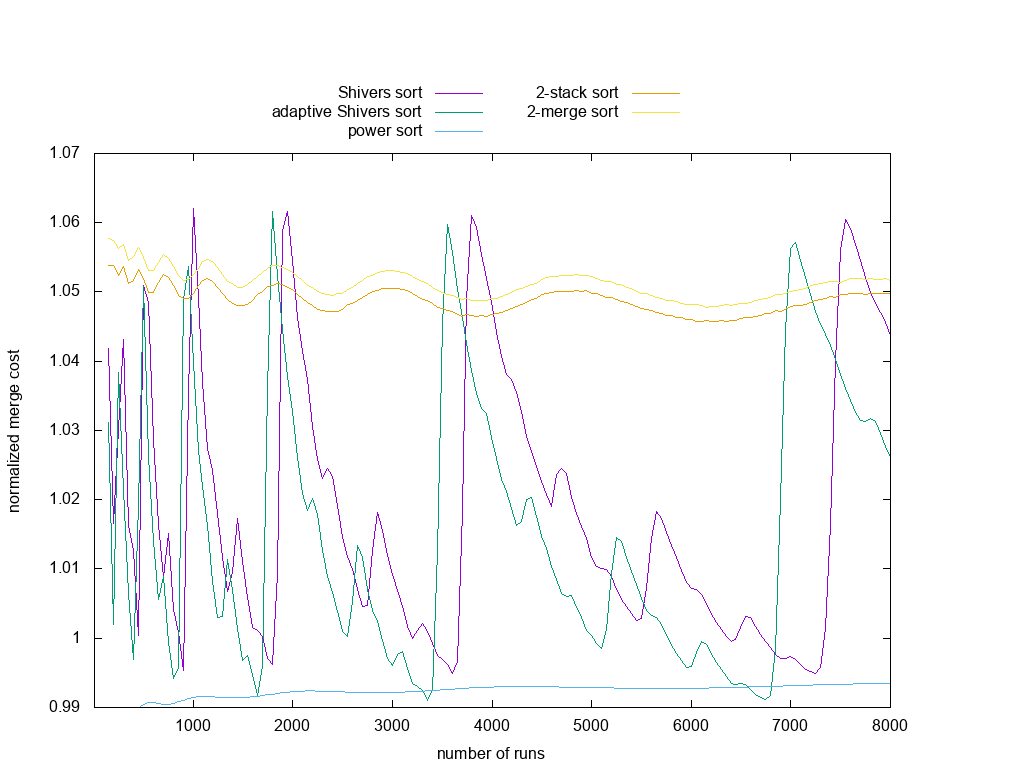 Shivers sort
2-stack sort
adaptive Shivers sort
2-merge sort
power sort
1.07
1.06
1.05
1.04
1.03
1.02
1.01
1
0.99
normalized merge cost
1000
2000
3000
4000
5000
6000
7000
8000
number of runs